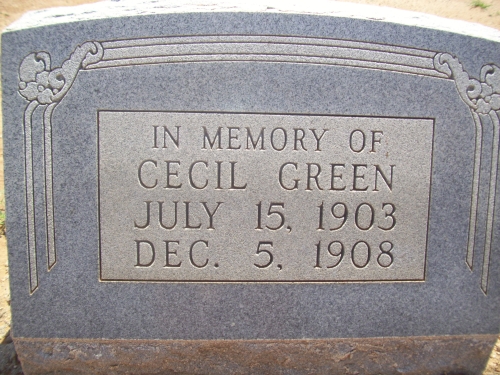 IN MEMORY OF
CECIL GREEN
JULY 15, 1903
DEC. 5, 1908